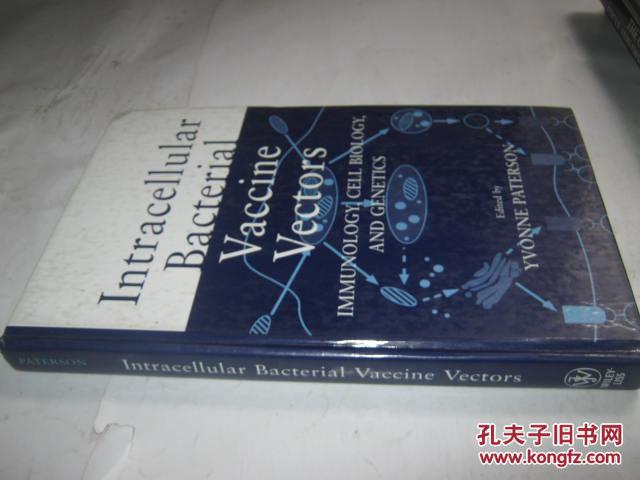 Intracellular
Bacterial
Vaccine
Vectors
IMMUNOLOGY, CELL BIOLOGY,
AND GENETICS
Edited by
YVONNE PATERSON
PATERSON
Intracellular Bacterial Vaccine Vectors
WILEY-
LISS
孔夫子旧书网
www.kongfz.com